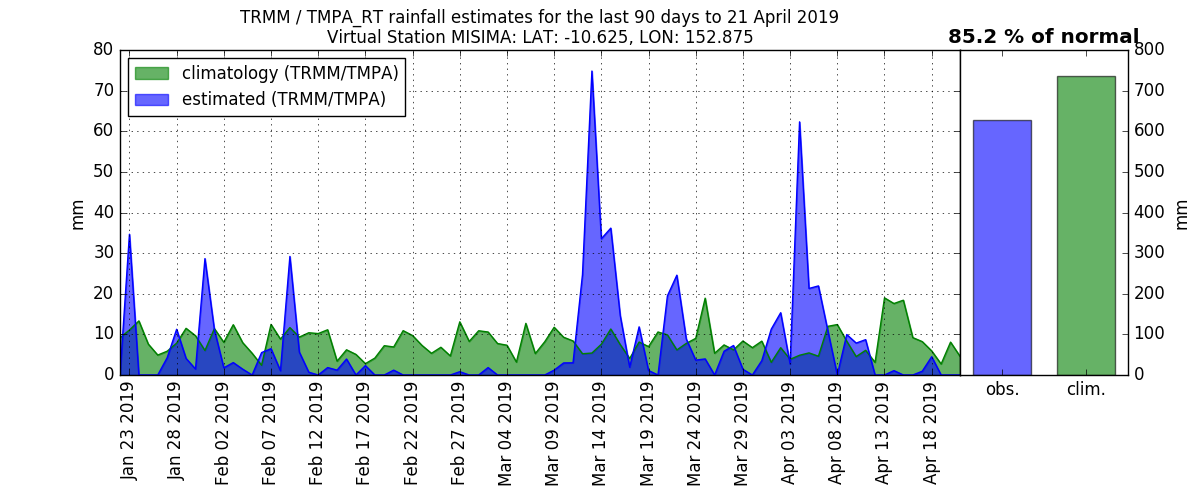 TRMM / TMPA_RT rainfall estimates for the last 90 days to 21 April 2019
Virtual Station MISIMA: LAT: -10.625, LON: 152.875
85.2 % of normal
climatology (TRMM/TMPA)
estimated (TRMM/TMPA)
80
70
60
50
40
30
20
10
0
mm
Jan 23 2019
Jan 28 2019
Feb 02 2019
Feb 07 2019
Feb 12 2019
Feb 17 2019
Feb 22 2019
Feb 27 2019
Mar 04 2019
Mar 09 2019
Mar 14 2019
Mar 19 2019
Mar 24 2019
Mar 29 2019
Apr 03 2019
Apr 08 2019
Apr 13 2019
Apr 18 2019
800
700
600
500
400
300
200
100
0
mm
obs.
clim.